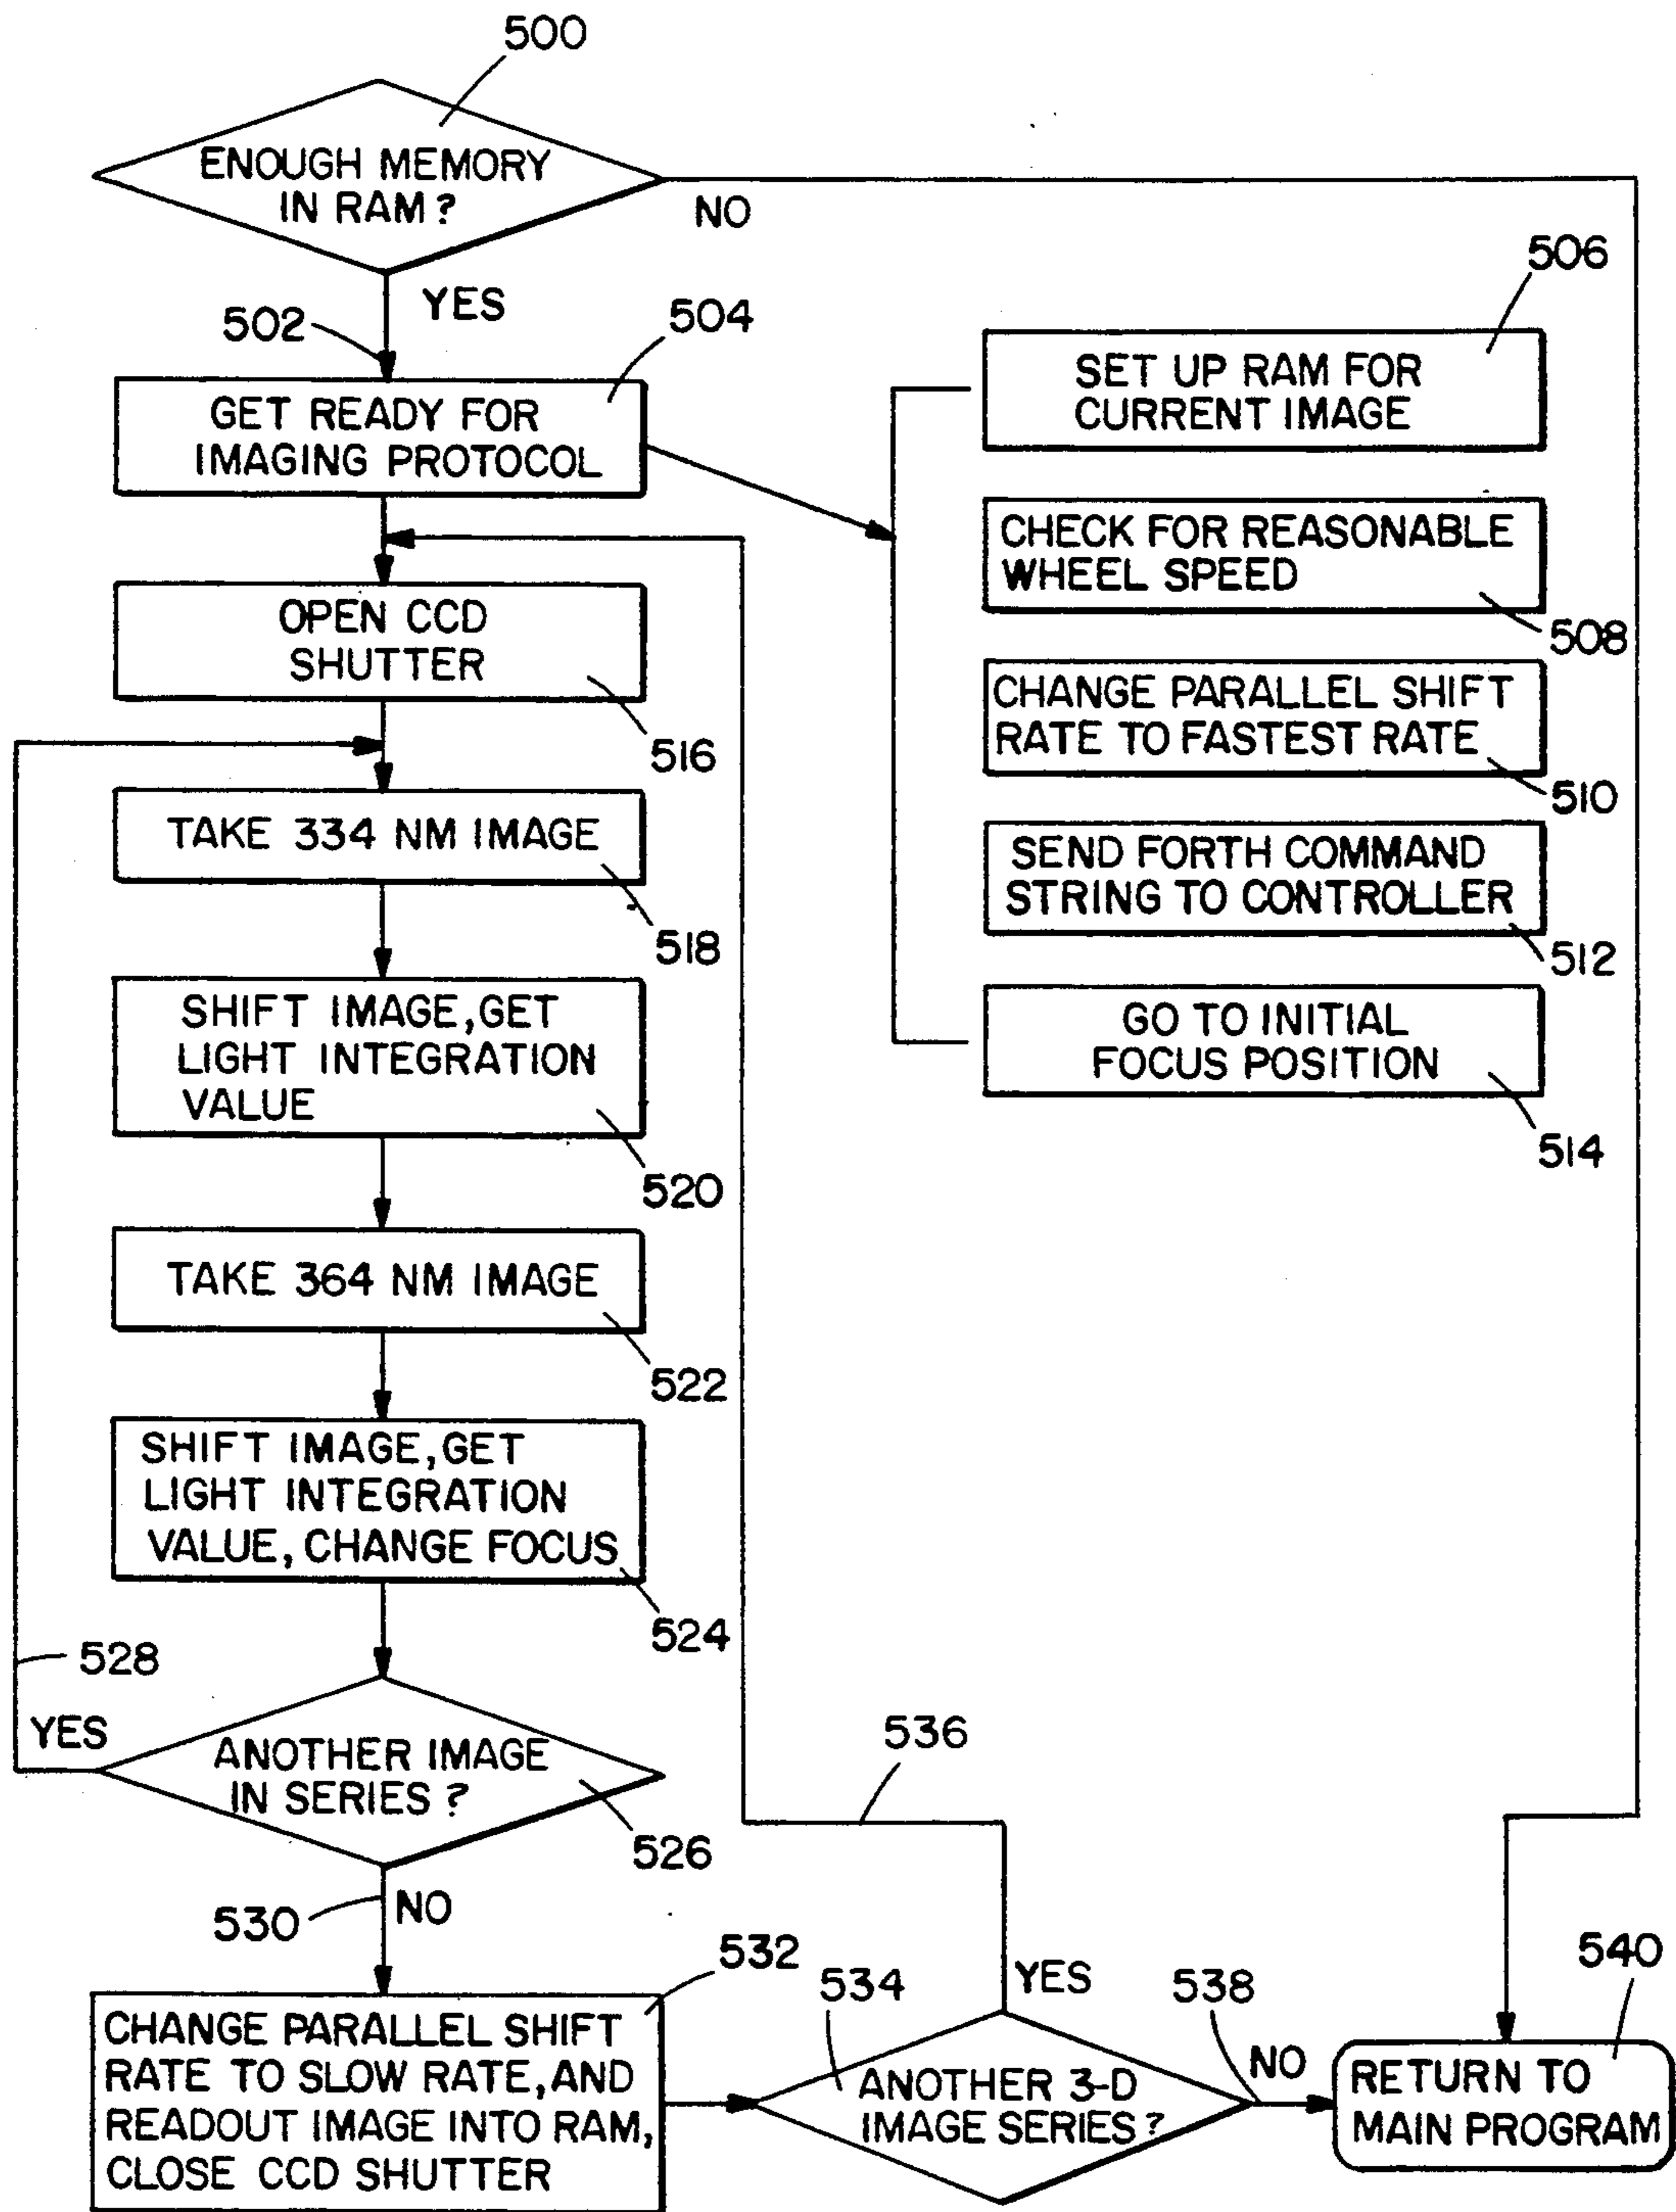 500
ENOUGH MEMORY
IN RAM?
NO
YES
502
504
GET READY FOR
IMAGING PROTOCOL
506
SET UP RAM FOR
CURRENT IMAGE
CHECK FOR REASONABLE
WHEEL SPEED
508
CHANGE PARALLEL SHIFT
RATE TO FASTEST RATE
510
SEND FORTH COMMAND
STRING TO CONTROLLER
512
GO TO INITIAL
FOCUS POSITION
514
OPEN CCD
SHUTTER
516
TAKE 334 NM IMAGE
518
SHIFT IMAGE, GET
LIGHT INTEGRATION
VALUE
520
TAKE 364 NM IMAGE
522
SHIFT IMAGE, GET
LIGHT INTEGRATION
VALUE, CHANGE FOCUS
524
528
YES
ANOTHER IMAGE
IN SERIES?
526
530
NO
532
CHANGE PARALLEL SHIFT
RATE TO SLOW RATE, AND
READOUT IMAGE INTO RAM,
CLOSE CCD SHUTTER
536
534
YES
ANOTHER 3-D
IMAGE SERIES?
538
NO
540
RETURN TO
MAIN PROGRAM